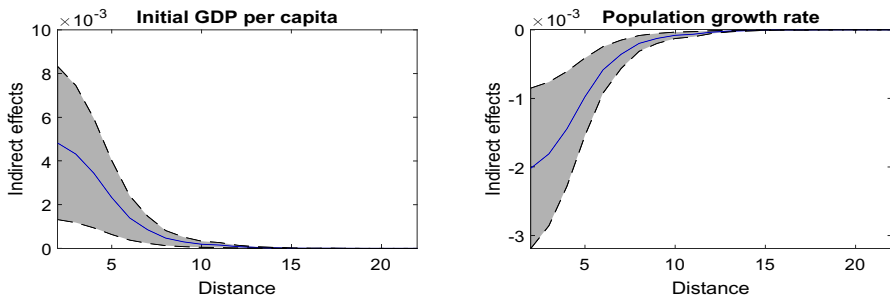 Initial GDP per capita
×10⁻³
10
8
6
4
2
0
Indirect effects
5 10 15 20
Distance
Population growth rate
×10⁻³
0
-1
-2
-3
Indirect effects
5 10 15 20
Distance